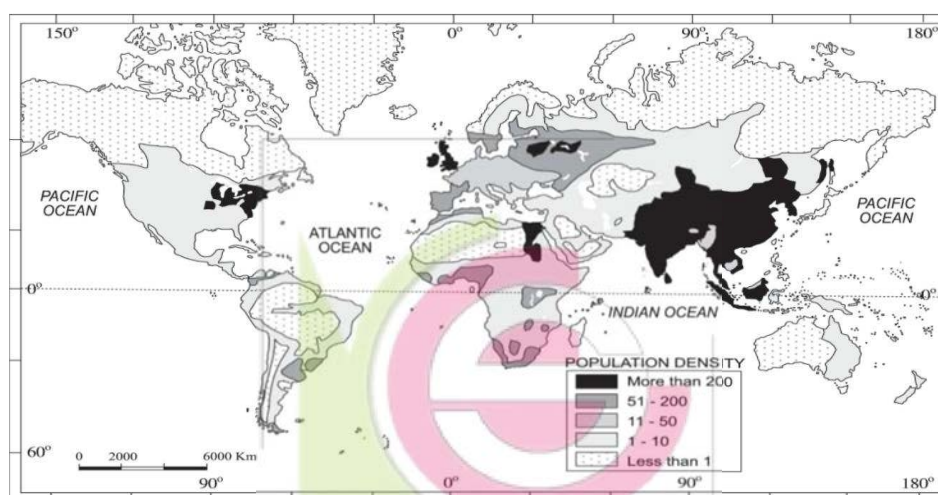 150° 0° 90° 180°
PACIFIC
OCEAN
ATLANTIC
OCEAN
PACIFIC
OCEAN
0°
0°
INDIAN OCEAN
POPULATION DENSITY
More than 200
51 - 200
11 - 50
1 - 10
Less than 1
60°
0 2000 6000 Km
90° 0° 90° 180°